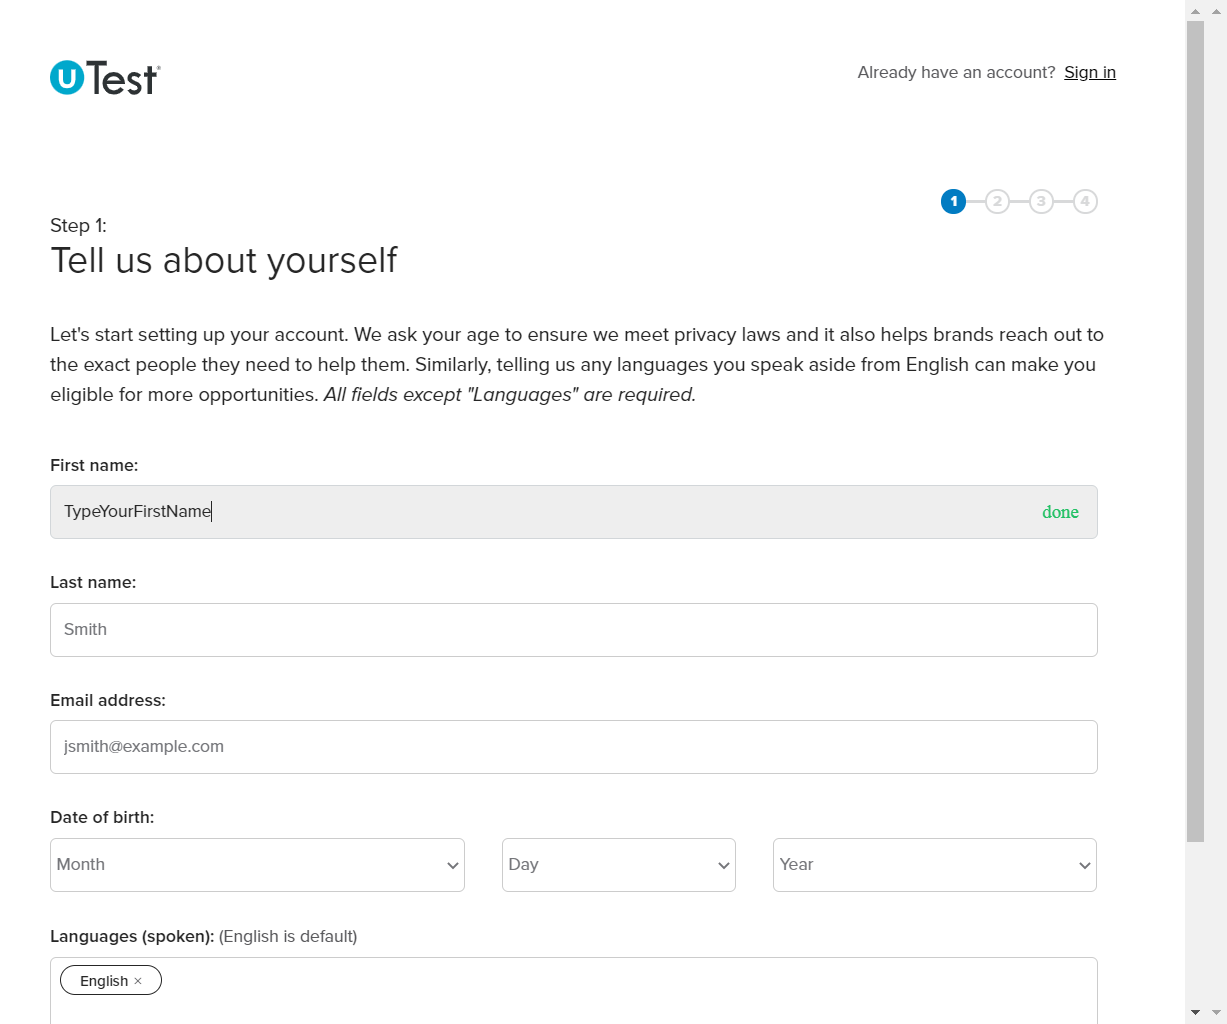 uTest®
Already have an account? Sign in
1 2 3 4
Step 1:
Tell us about yourself
Let's start setting up your account. We ask your age to ensure we meet privacy laws and it also helps brands reach out to
the exact people they need to help them. Similarly, telling us any languages you speak aside from English can make you
eligible for more opportunities. All fields except "Languages" are required.
First name:
TypeYourFirstName done
Last name:
Smith
Email address:
jsmith@example.com
Date of birth:
Month Day Year
Languages (spoken): (English is default)
English ×